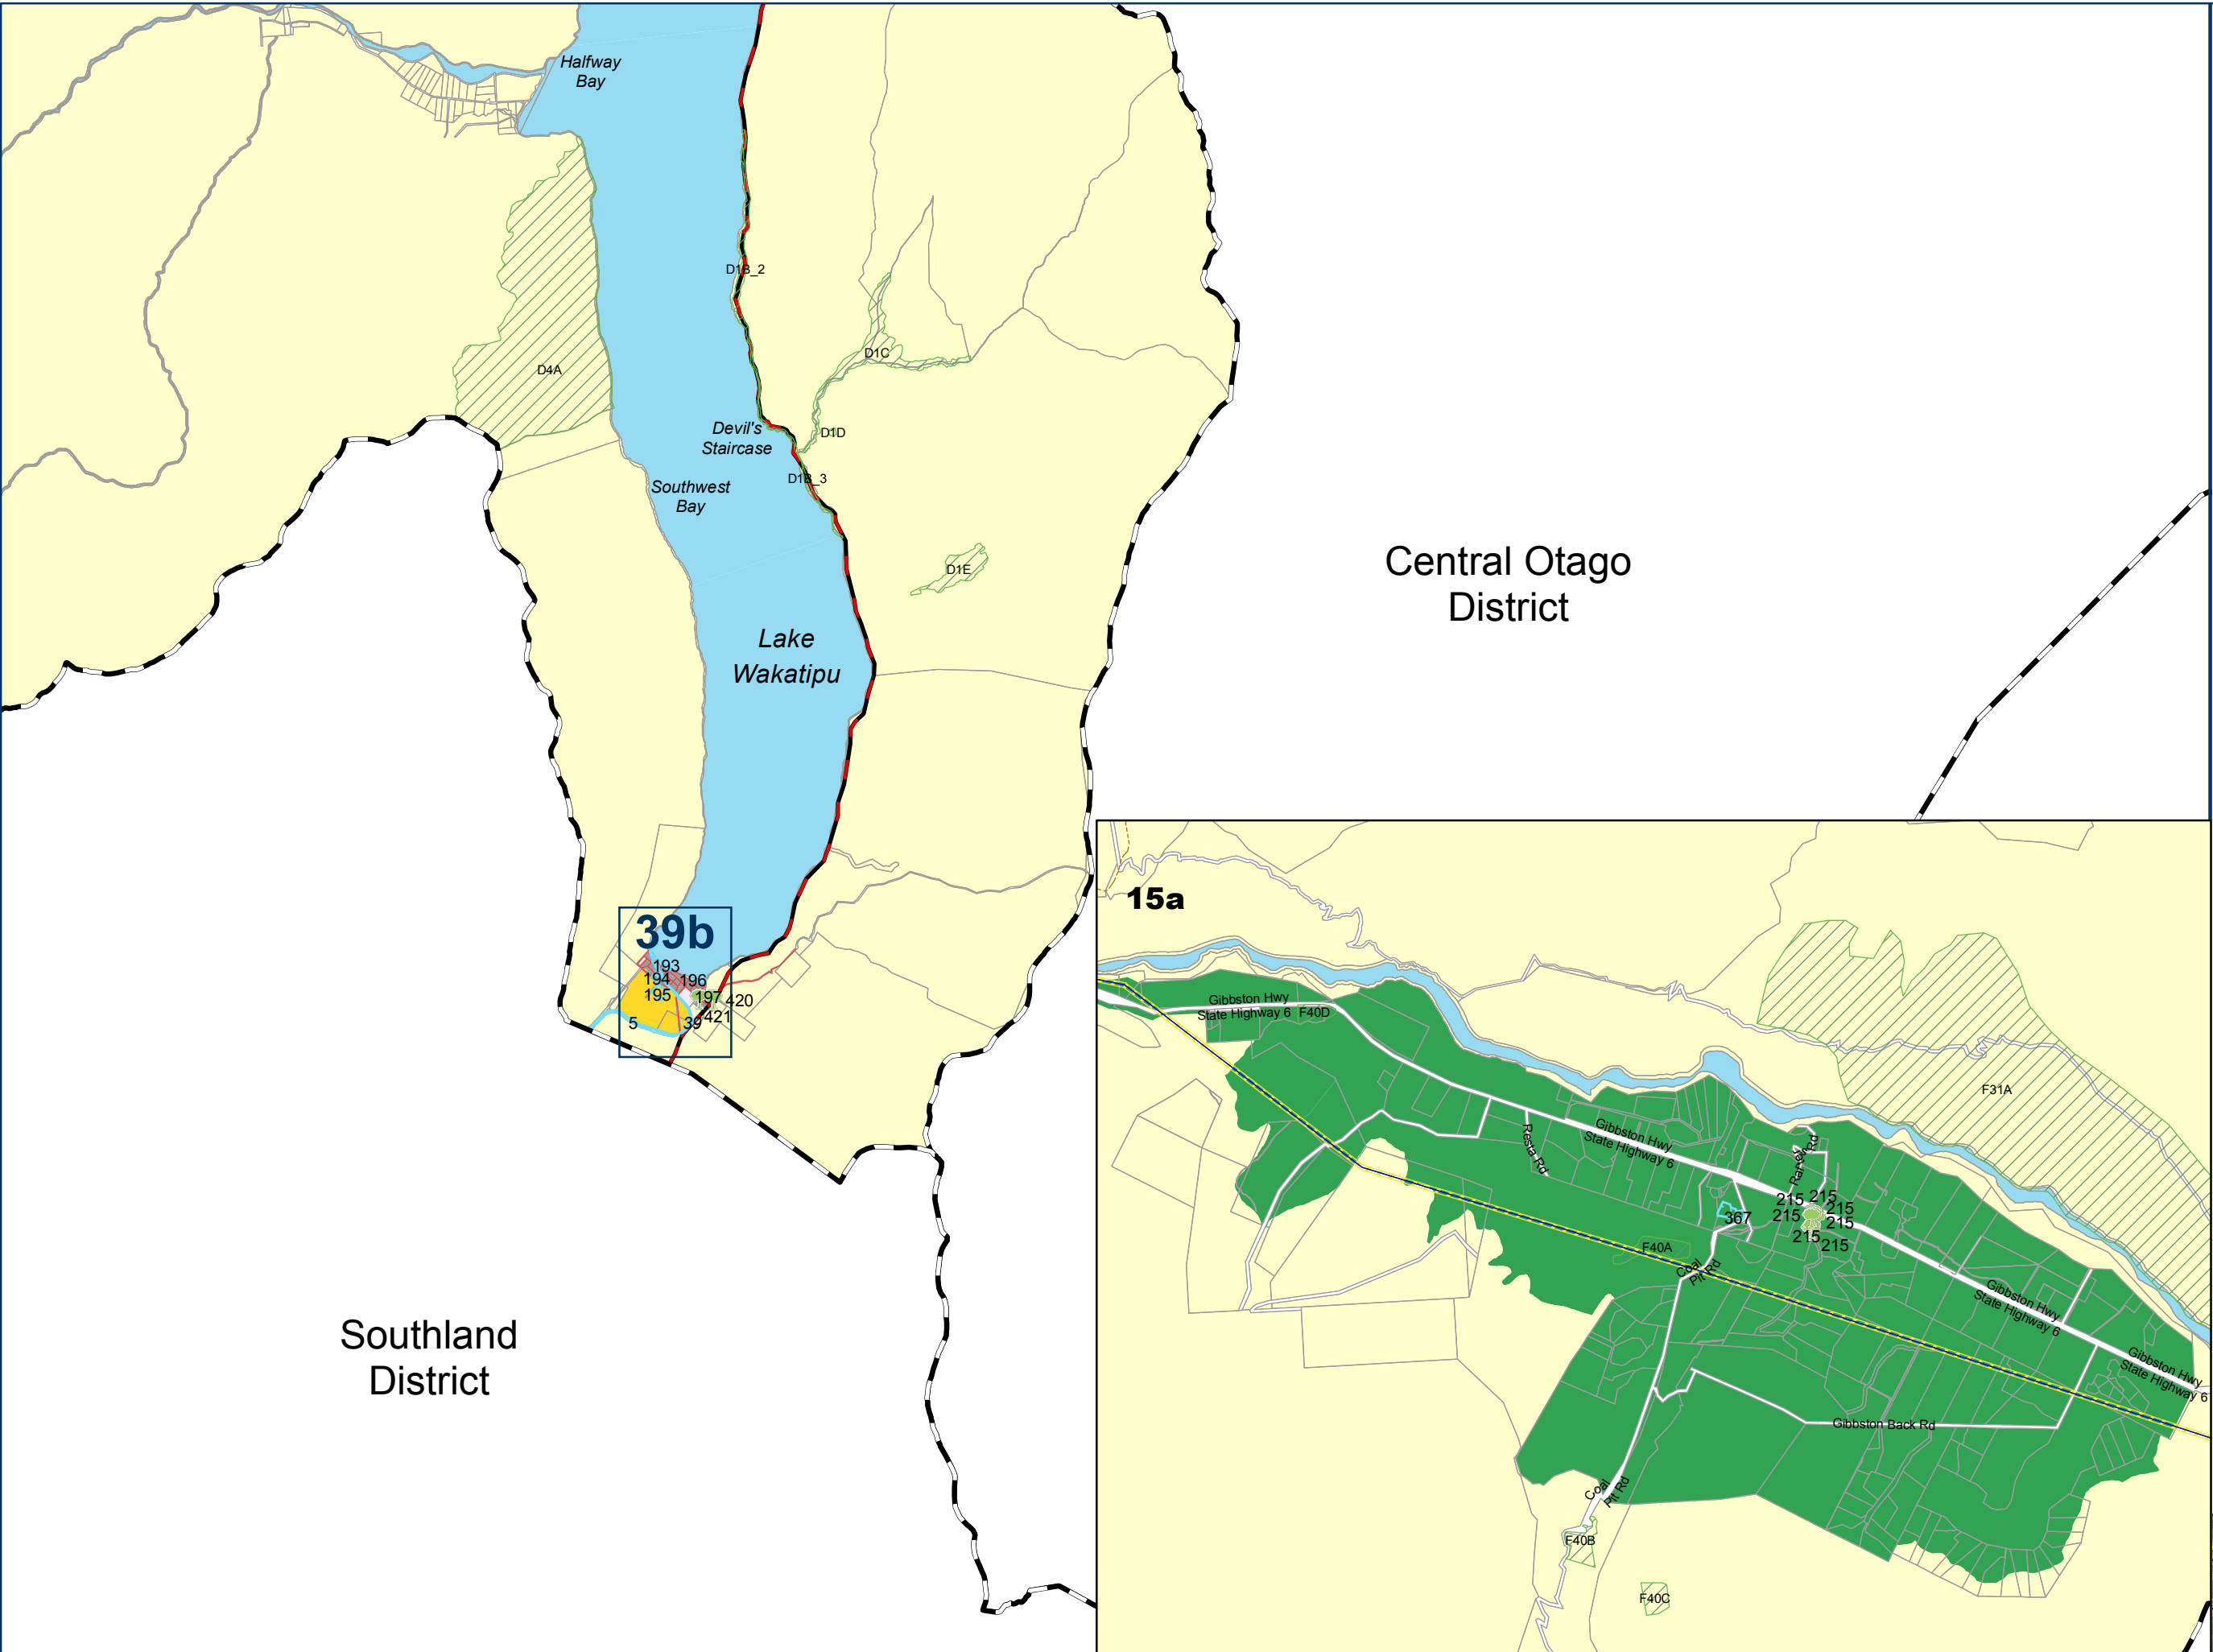 Halfway
Bay
D1B_2
D1C
D4A
Devil's
Staircase
D1D
D1B_3
Southwest
Bay
Central Otago
District
D1E
Lake
Wakatipu
39b
193
194
196
195
197
420
421
5
39
Southland
District
15a
Gibbston Hwy
State Highway 6
F40D
F31A
Resta Rd
Gibbston Hwy
State Highway 6
215
215
215
215
215
215
215
367
F40A
Coal
Pit Rd
Gibbston Hwy
State Highway 6
Gibbston Hwy
State Highway 6
Gibbston Back Rd
Coal
Pit Rd
F40B
F40C